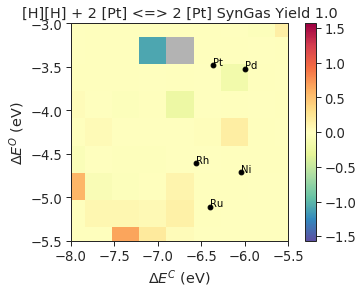 [H][H] + 2 [Pt] <=> 2 [Pt] SynGas Yield 1.0
−3.0
−3.5
−4.0
−4.5
−5.0
−5.5
ΔE^O (eV)
Pt
Pd
Rh
Ni
Ru
−8.0 −7.5 −7.0 −6.5 −6.0 −5.5
ΔE^C (eV)
1.5
1.0
0.5
0.0
−0.5
−1.0
−1.5